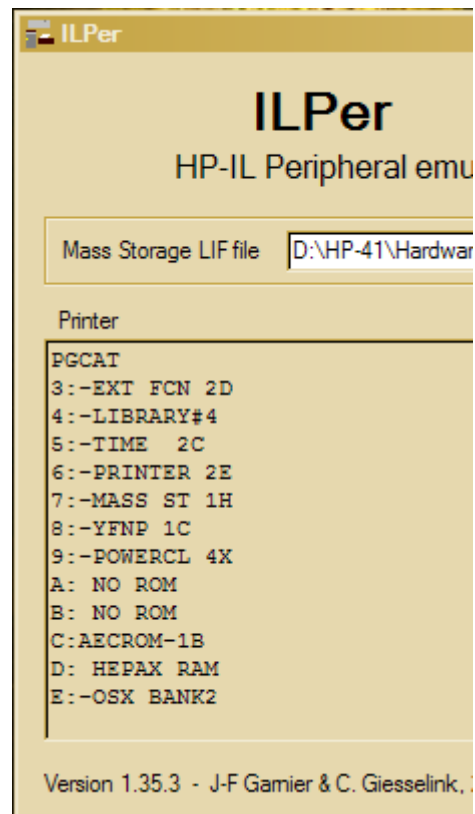 ILPer
ILPer
HP-IL Peripheral emu
Mass Storage LIF file D:\HP-41\Hardwar
Printer
PGCAT
3:-EXT FCN 2D
4:-LIBRARY#4
5:-TIME  2C
6:-PRINTER 2E
7:-MASS ST 1H
8:-YFNP 1C
9:-POWERCL 4X
A: NO ROM
B: NO ROM
C:AECROM-1B
D: HEPAX RAM
E:-OSX BANK2
Version 1.35.3 - J-F Garnier & C. Giesselink,